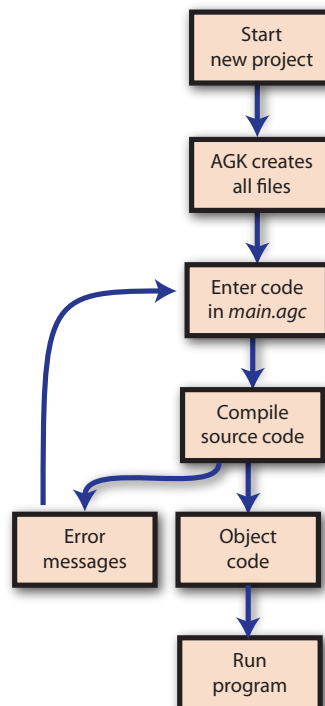 Start
new project
AGK creates
all files
Enter code
in main.agc
Compile
source code
Error
messages
Object
code
Run
program